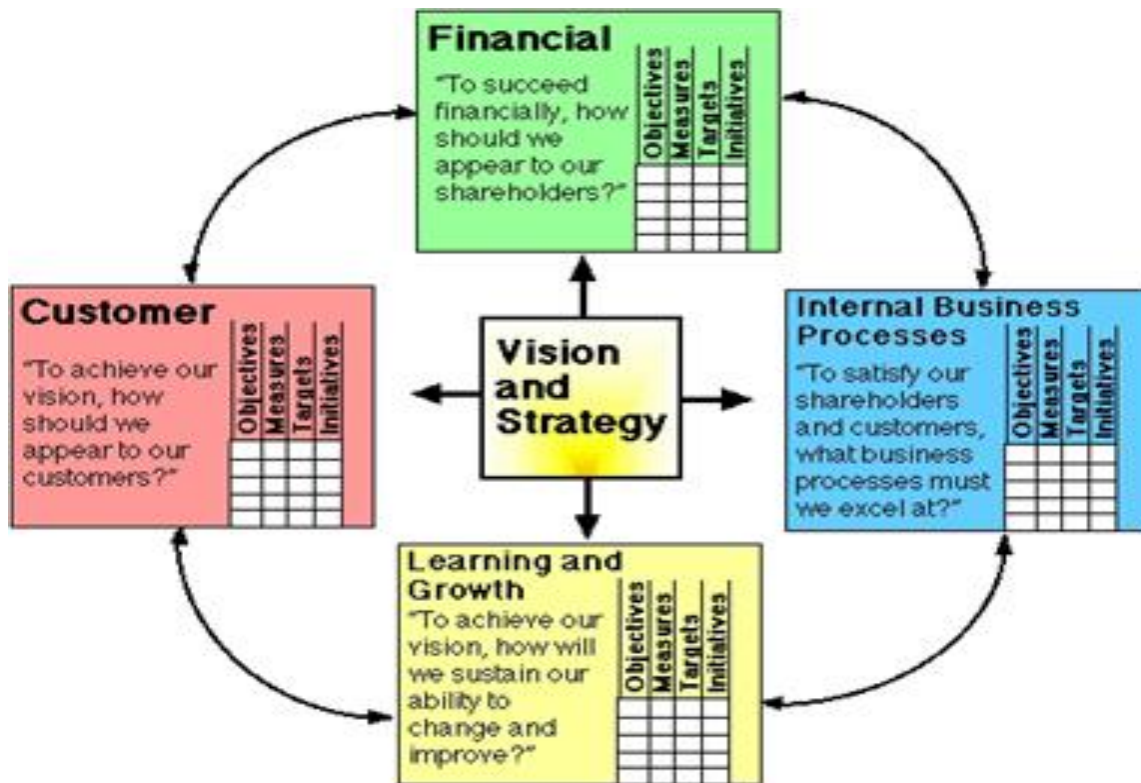 Financial
"To succeed
financially, how
should we
appear to our
shareholders?"
Objectives
Measures
Targets
Initiatives
Customer
"To achieve our
vision, how
should we
appear to our
customers?"
Objectives
Measures
Targets
Initiatives
Vision
and
Strategy
Internal Business
Processes
"To satisfy our
shareholders
and customers,
what business
processes must
we excel at?"
Objectives
Measures
Targets
Initiatives
Learning and
Growth
"To achieve our
vision, how will
we sustain our
ability to
change and
improve?"
Objectives
Measures
Targets
Initiatives